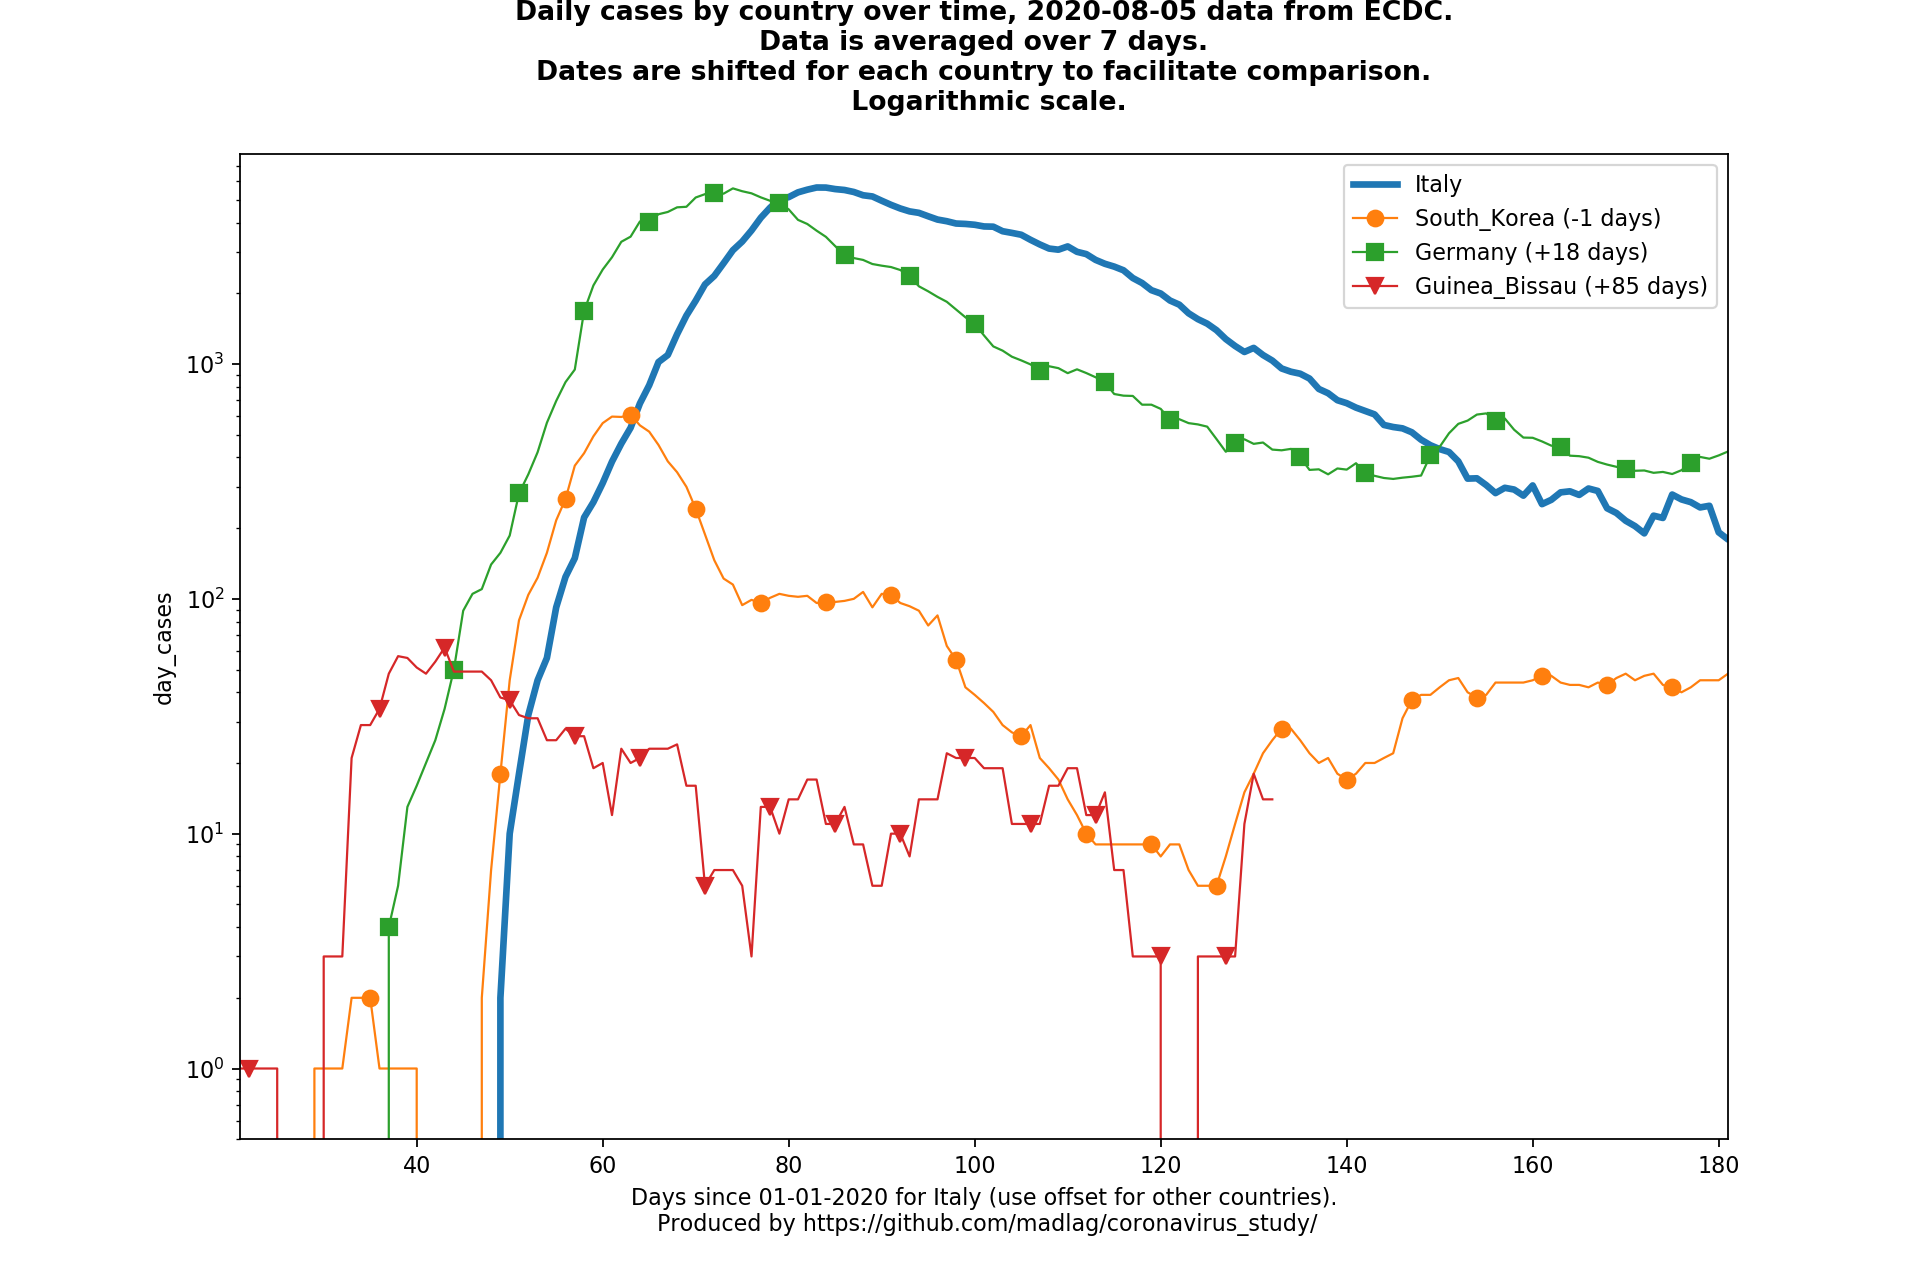 Daily cases by country over time, 2020-08-05 data from ECDC.
Data is averaged over 7 days.
Dates are shifted for each country to facilitate comparison.
Logarithmic scale.
Italy
South_Korea (-1 days)
Germany (+18 days)
Guinea_Bissau (+85 days)
10³
10²
10¹
10⁰
day_cases
40 60 80 100 120 140 160 180
Days since 01-01-2020 for Italy (use offset for other countries).
Produced by https://github.com/madlag/coronavirus_study/